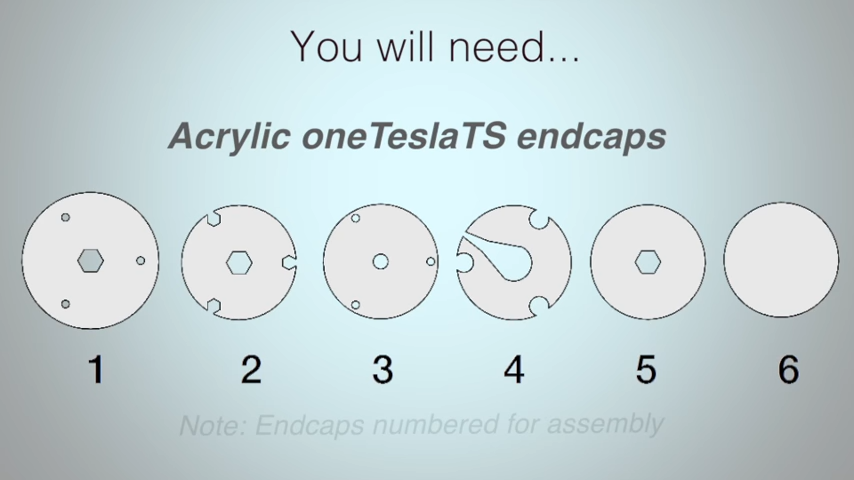 You will need...
Acrylic oneTeslaTS endcaps
1 2 3 4 5 6
Note: Endcaps numbered for assembly